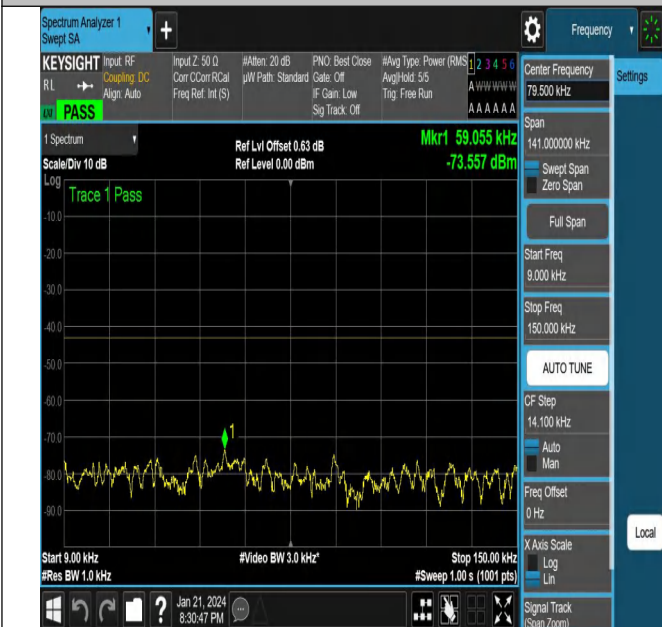 Spectrum Analyzer 1
Swept SA
+
Frequency
KEYSIGHT
RL
PASS
Input: RF
Coupling: DC
Align: Auto
Input Z: 50 Ω
Corr CCorr RCal
Freq Ref: Int (S)
#Atten: 20 dB
µW Path: Standard
PNO: Best Close
Gate: Off
IF Gain: Low
Sig Track: Off
#Avg Type: Power (RMS)
Avg|Hold: 5/5
Trig: Free Run
1 2 3 4 5 6
A W W W W W
A A A A A A
Center Frequency
79.500 kHz
Settings
1 Spectrum
Scale/Div 10 dB
Ref Lvl Offset 0.63 dB
Ref Level 0.00 dBm
Mkr1 59.055 kHz
-73.557 dBm
Log
Trace 1 Pass
-10.0
-20.0
-30.0
-40.0
-50.0
-60.0
-70.0
-80.0
-90.0
1
Start 9.00 kHz
#Res BW 1.0 kHz
#Video BW 3.0 kHz*
Stop 150.00 kHz
#Sweep 1.00 s (1001 pts)
Span
141.000000 kHz
Swept Span
Zero Span
Full Span
Start Freq
9.000 kHz
Stop Freq
150.000 kHz
AUTO TUNE
CF Step
14.100 kHz
Auto
Man
Freq Offset
0 Hz
X Axis Scale
Log
Lin
Signal Track
(Span Zoom)
Local
?
Jan 21, 2024
8:30:47 PM